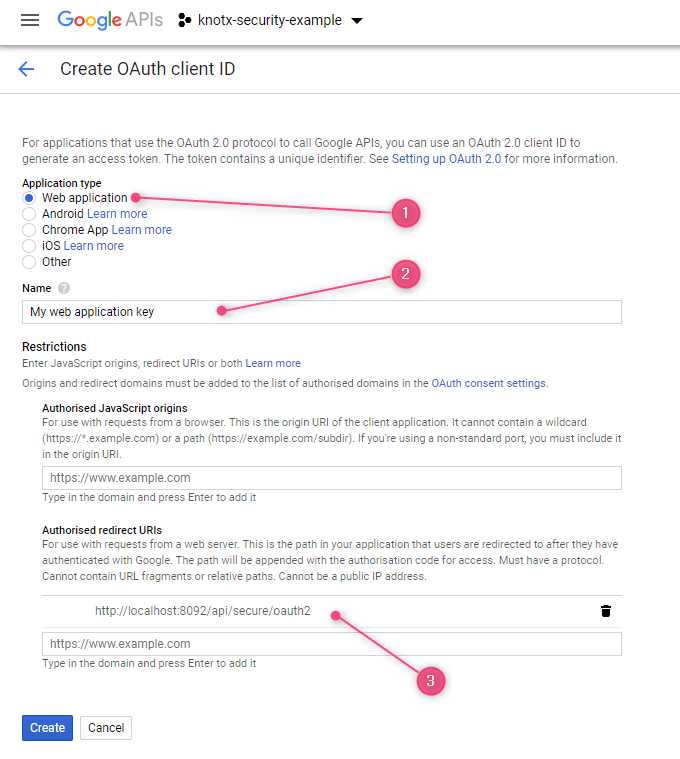 Google APIs knotx-security-example
Create OAuth client ID
For applications that use the OAuth 2.0 protocol to call Google APIs, you can use an OAuth 2.0 client ID to
generate an access token. The token contains a unique identifier. See Setting up OAuth 2.0 for more information.
Application type
Web application
1
Android Learn more
Chrome App Learn more
iOS Learn more
Other
2
Name ?
My web application key
Restrictions
Enter JavaScript origins, redirect URIs or both Learn more
Origins and redirect domains must be added to the list of authorised domains in the OAuth consent settings.
Authorised JavaScript origins
For use with requests from a browser. This is the origin URI of the client application. It cannot contain a wildcard
(https://*.example.com) or a path (https://example.com/subdir). If you're using a non-standard port, you must include it
in the origin URI.
https://www.example.com
Type in the domain and press Enter to add it
Authorised redirect URIs
For use with requests from a web server. This is the path in your application that users are redirected to after they have
authenticated with Google. The path will be appended with the authorisation code for access. Must have a protocol.
Cannot contain URL fragments or relative paths. Cannot be a public IP address.
http://localhost:8092/api/secure/oauth2
https://www.example.com
Type in the domain and press Enter to add it
3
Create Cancel